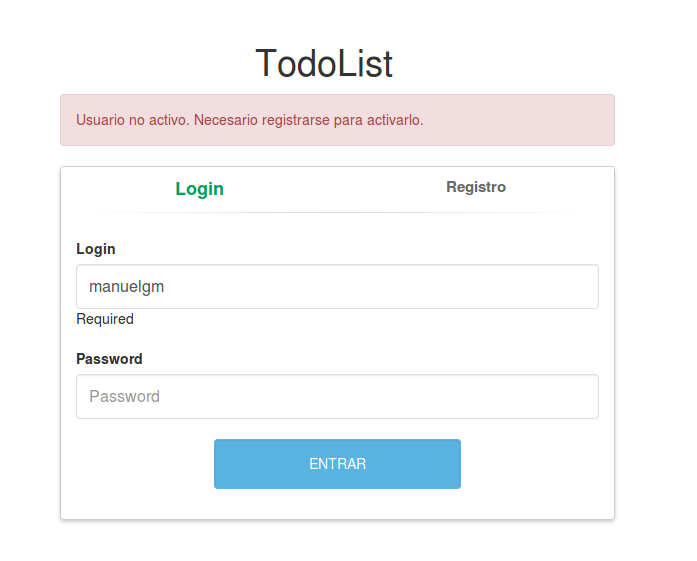 TodoList
Usuario no activo. Necesario registrarse para activarlo.
Login
Registro
Login
manuelgm
Required
Password
Password
ENTRAR